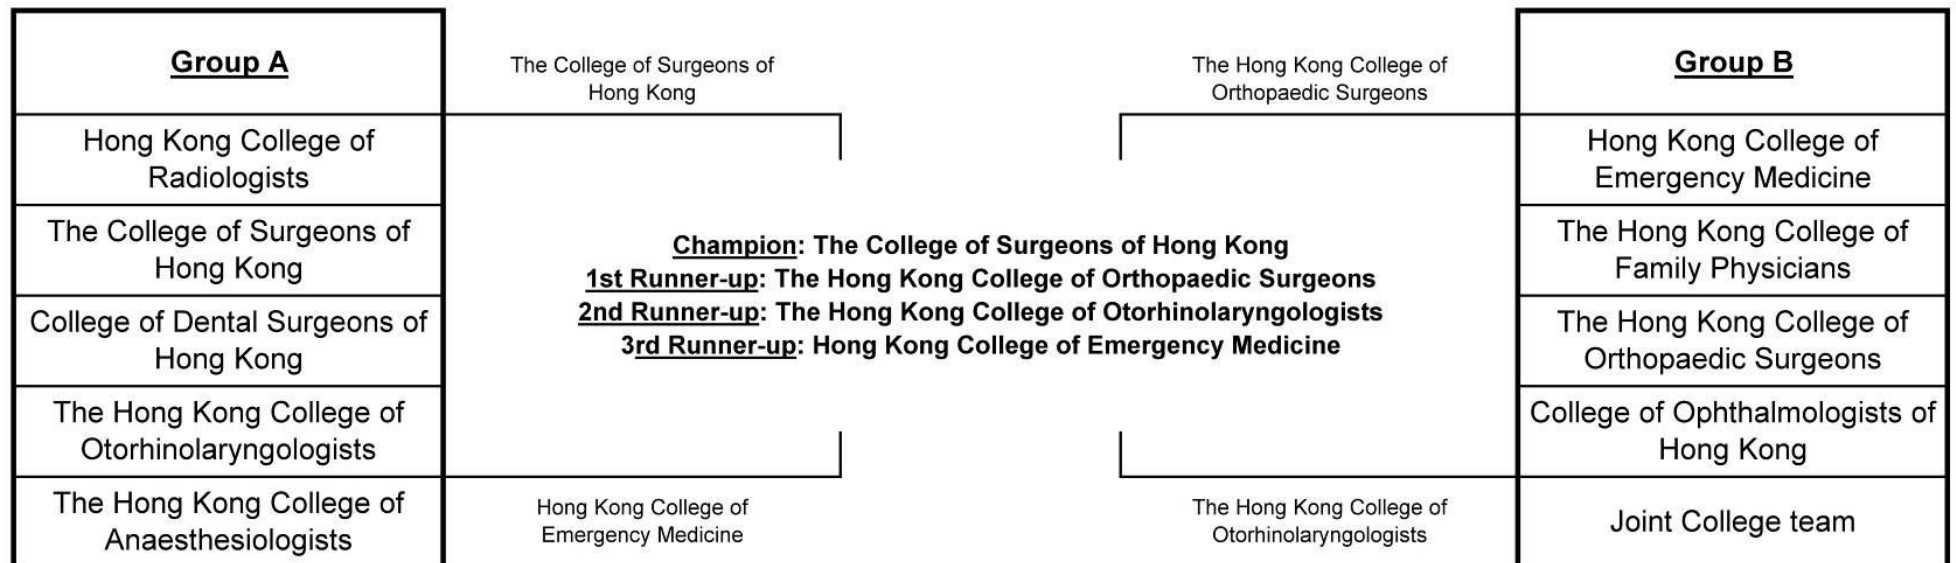 Group A
Hong Kong College of
Radiologists
The College of Surgeons of
Hong Kong
College of Dental Surgeons of
Hong Kong
The Hong Kong College of
Otorhinolaryngologists
The Hong Kong College of
Anaesthesiologists
The College of Surgeons of
Hong Kong
Hong Kong College of
Emergency Medicine
Champion: The College of Surgeons of Hong Kong
1st Runner-up: The Hong Kong College of Orthopaedic Surgeons
2nd Runner-up: The Hong Kong College of Otorhinolaryngologists
3rd Runner-up: Hong Kong College of Emergency Medicine
The Hong Kong College of
Orthopaedic Surgeons
The Hong Kong College of
Otorhinolaryngologists
Group B
Hong Kong College of
Emergency Medicine
The Hong Kong College of
Family Physicians
The Hong Kong College of
Orthopaedic Surgeons
College of Ophthalmologists of
Hong Kong
Joint College team